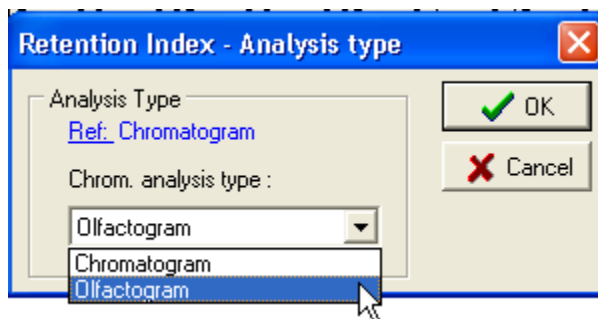 Retention Index - Analysis type
Analysis Type
Ref: Chromatogram
Chrom. analysis type :
Olfactogram
Chromatogram
Olfactogram
OK
Cancel